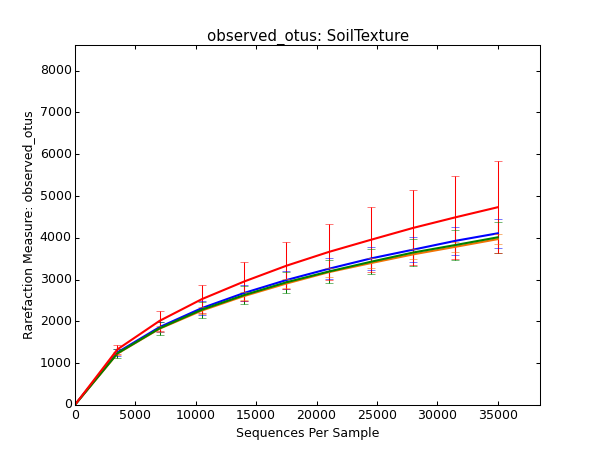 observed_otus: SoilTexture
Rarefaction Measure: observed_otus
8000
7000
6000
5000
4000
3000
2000
1000
0
0 5000 10000 15000 20000 25000 30000 35000
Sequences Per Sample